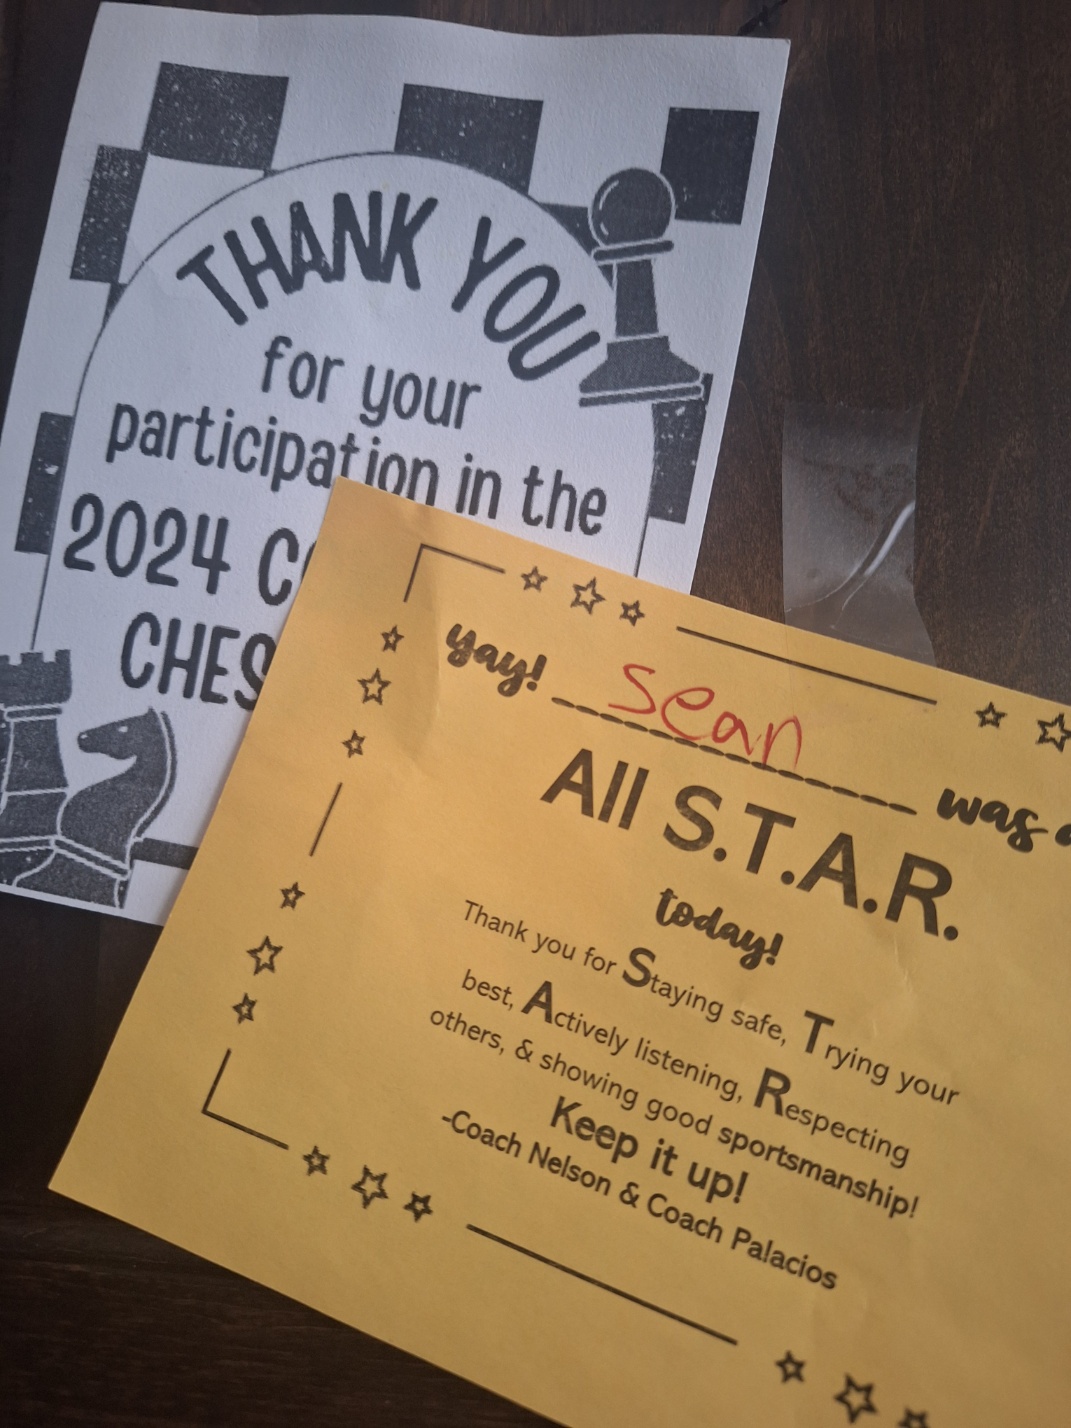 THANK YOU
for your
participation in the
2024
yay! Sean was
All S.T.A.R.
today!
Thank you for Staying safe, Trying your
best, Actively listening, Respecting
others, & showing good sportsmanship!
Keep it up!
-Coach Nelson & Coach Palacios